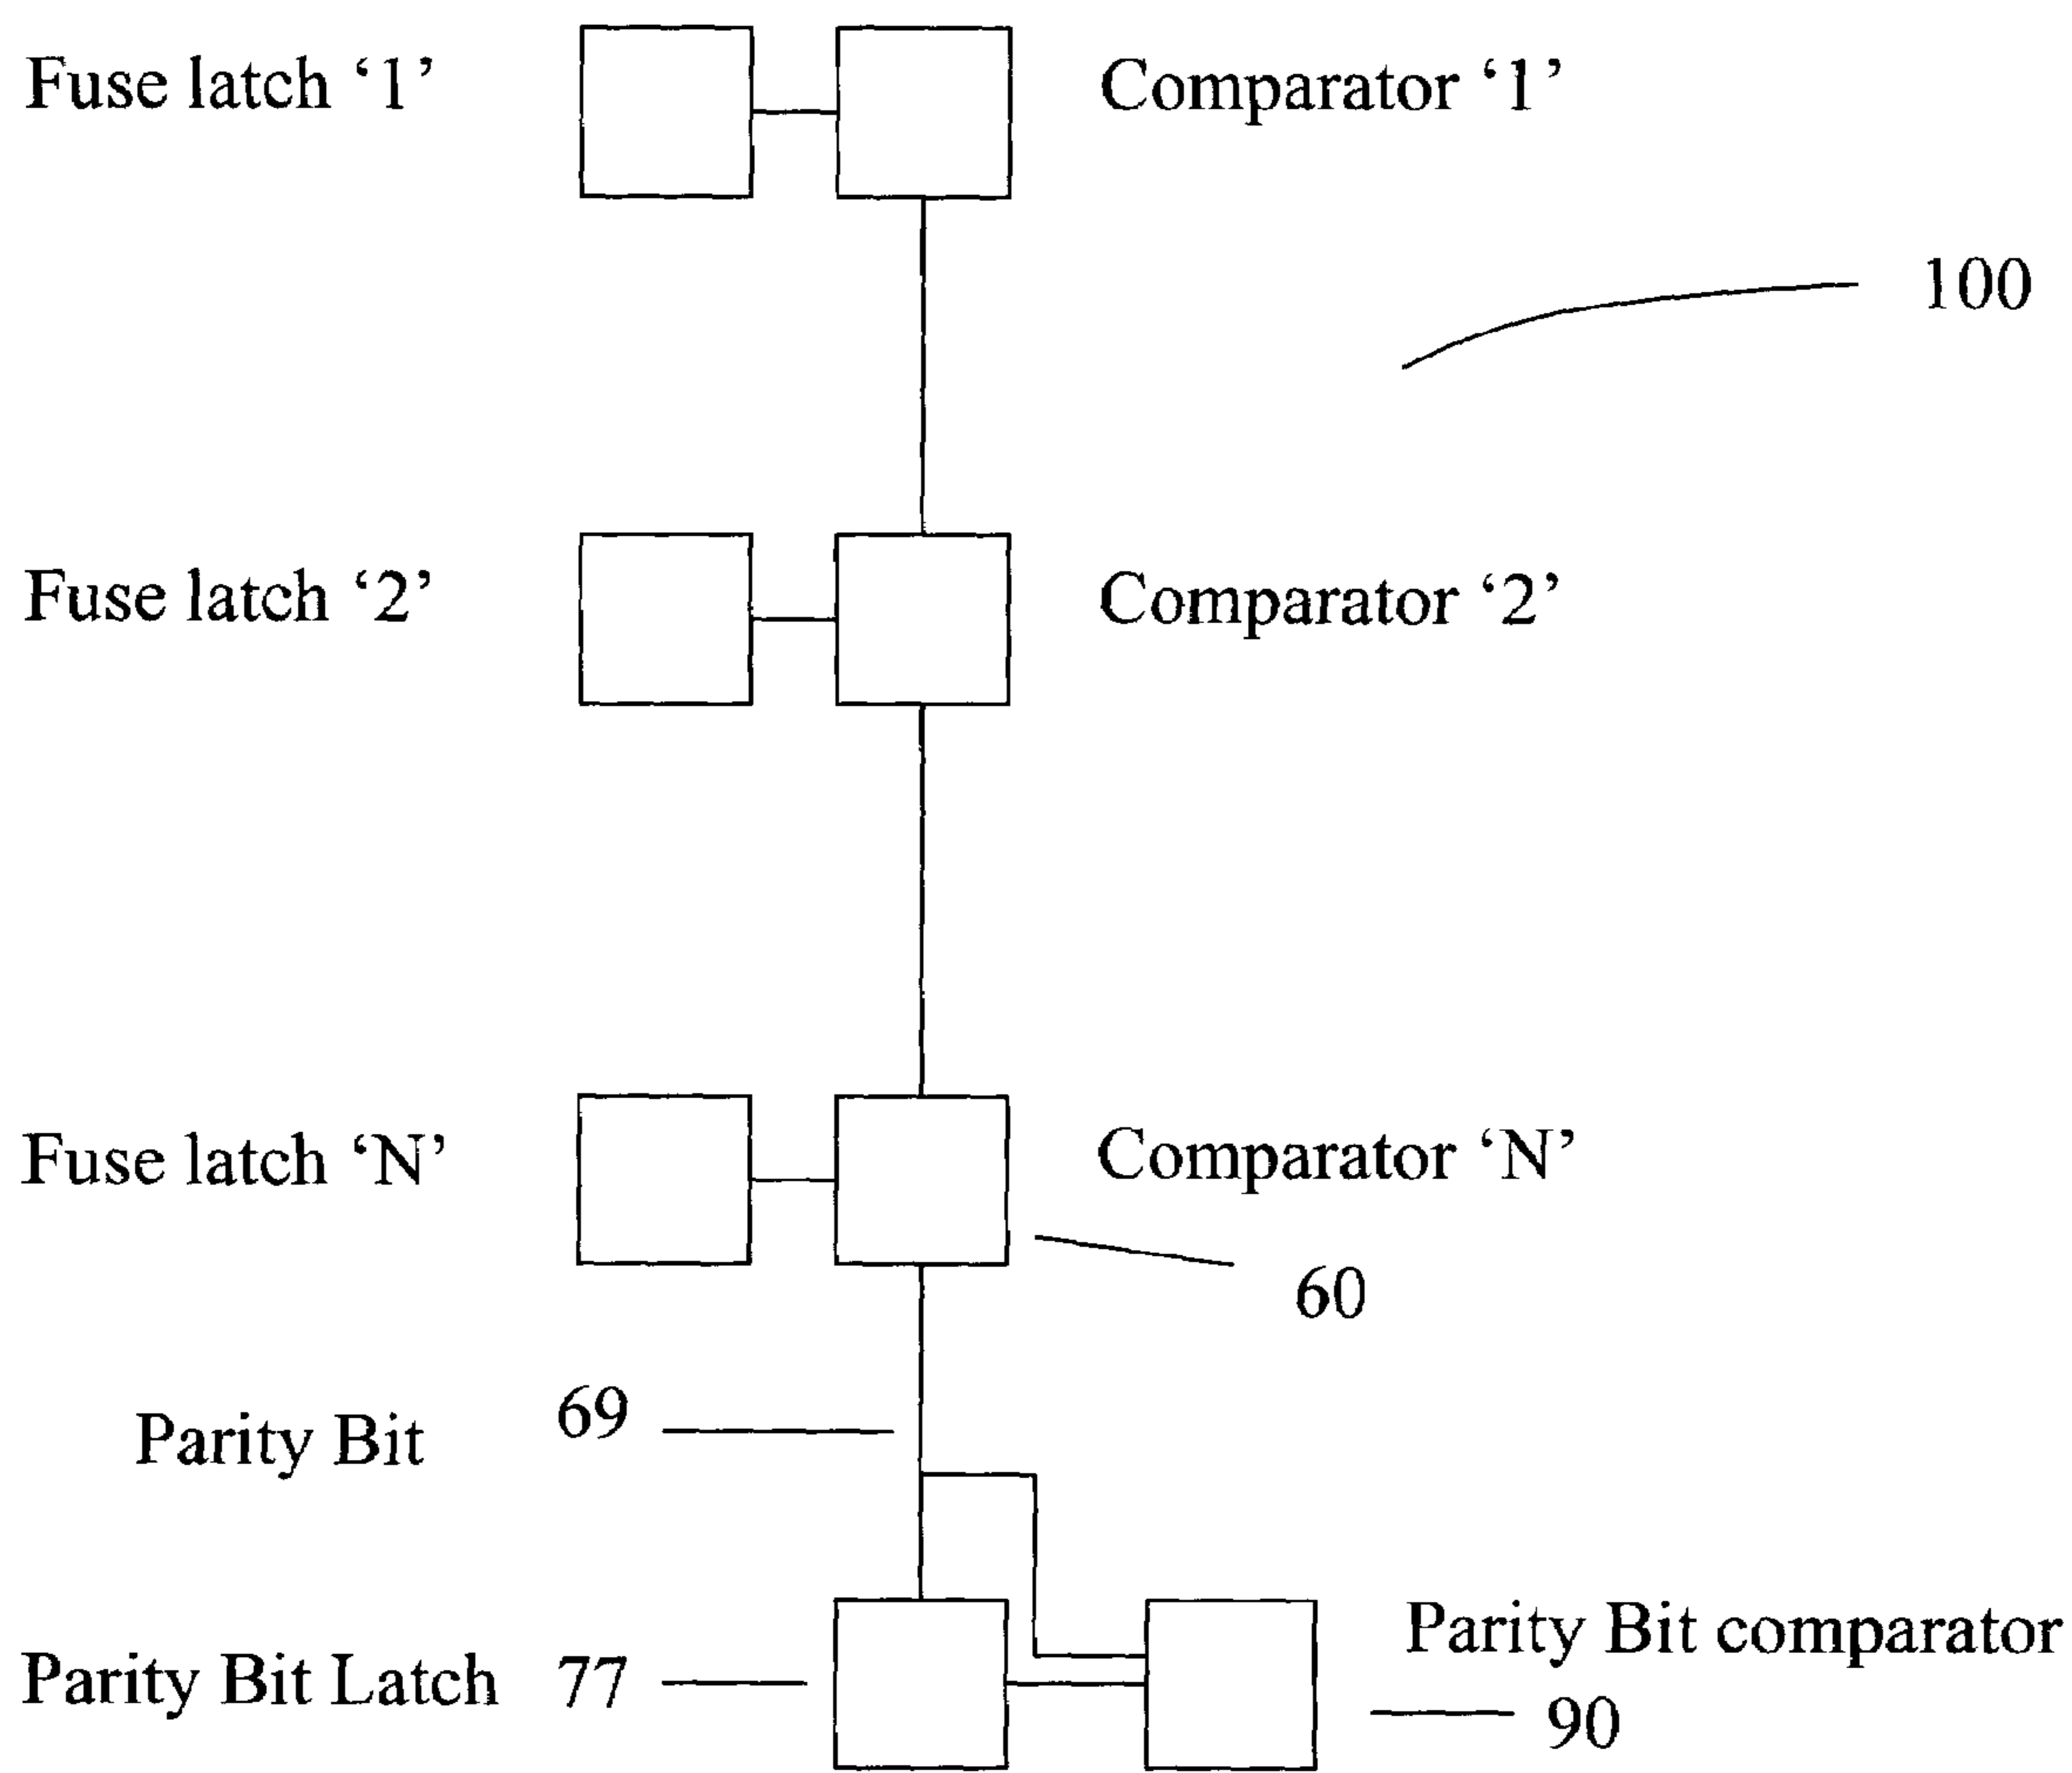 Fuse latch ‘1’
Comparator ‘1’
100
Fuse latch ‘2’
Comparator ‘2’
Fuse latch ‘N’
Comparator ‘N’
60
Parity Bit 69
Parity Bit Latch 77
Parity Bit comparator
90